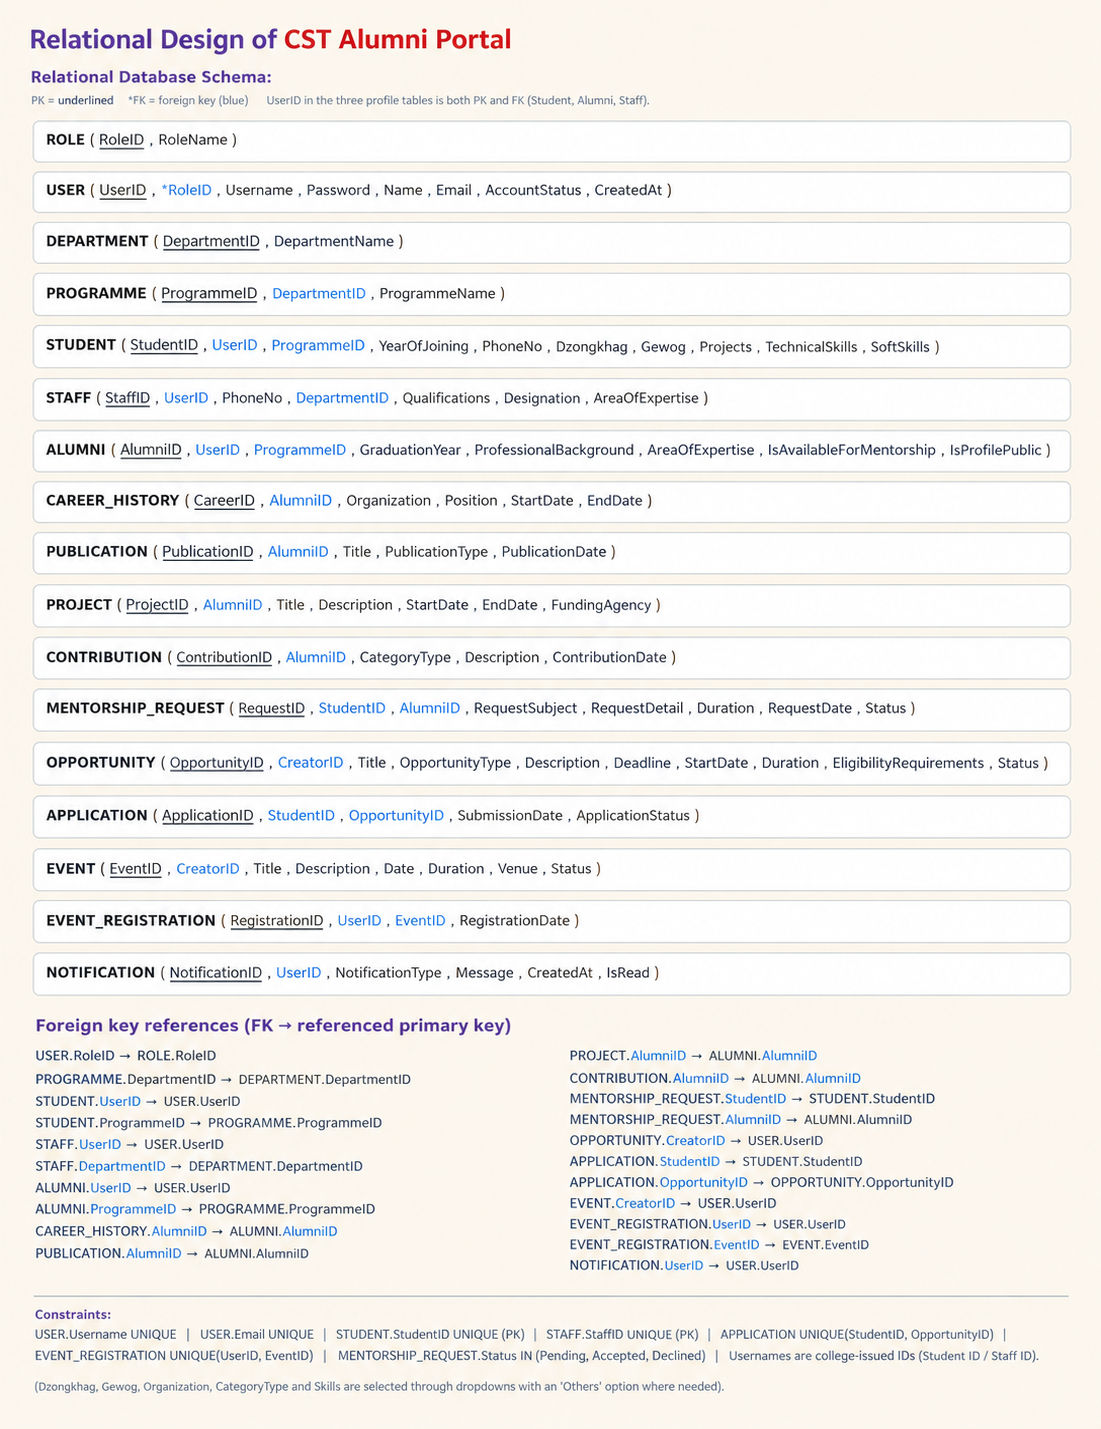 Relational Design of CST Alumni Portal
Relational Database Schema:
PK = underlined *FK = foreign key (blue) UserID in the three profile tables is both PK and FK (Student, Alumni, Staff).
ROLE ( RoleID , RoleName )
USER ( UserID , *RoleID , Username , Password , Name , Email , AccountStatus , CreatedAt )
DEPARTMENT ( DepartmentID , DepartmentName )
PROGRAMME ( ProgrammeID , DepartmentID , ProgrammeName )
STUDENT ( StudentID , UserID , ProgrammeID , YearOfJoining , PhoneNo , Dzongkhag , Gewog , Projects , TechnicalSkills , SoftSkills )
STAFF ( StaffID , UserID , PhoneNo , DepartmentID , Qualifications , Designation , AreaOfExpertise )
ALUMNI ( AlumniID , UserID , ProgrammeID , GraduationYear , ProfessionalBackground , AreaOfExpertise , IsAvailableForMentorship , IsProfilePublic )
CAREER_HISTORY ( CareerID , AlumniID , Organization , Position , StartDate , EndDate )
PUBLICATION ( PublicationID , AlumniID , Title , PublicationType , PublicationDate )
PROJECT ( ProjectID , AlumniID , Title , Description , StartDate , EndDate , FundingAgency )
CONTRIBUTION ( ContributionID , AlumniID , CategoryType , Description , ContributionDate )
MENTORSHIP_REQUEST ( RequestID , StudentID , AlumniID , RequestSubject , RequestDetail , Duration , RequestDate , Status )
OPPORTUNITY ( OpportunityID , CreatorID , Title , OpportunityType , Description , Deadline , StartDate , Duration , EligibilityRequirements , Status )
APPLICATION ( ApplicationID , StudentID , OpportunityID , SubmissionDate , ApplicationStatus )
EVENT ( EventID , CreatorID , Title , Description , Date , Duration , Venue , Status )
EVENT_REGISTRATION ( RegistrationID , UserID , EventID , RegistrationDate )
NOTIFICATION ( NotificationID , UserID , NotificationType , Message , CreatedAt , IsRead )
Foreign key references (FK → referenced primary key)
USER.RoleID → ROLE.RoleID
PROGRAMME.DepartmentID → DEPARTMENT.DepartmentID
STUDENT.UserID → USER.UserID
STUDENT.ProgrammeID → PROGRAMME.ProgrammeID
STAFF.UserID → USER.UserID
STAFF.DepartmentID → DEPARTMENT.DepartmentID
ALUMNI.UserID → USER.UserID
ALUMNI.ProgrammeID → PROGRAMME.ProgrammeID
CAREER_HISTORY.AlumniID → ALUMNI.AlumniID
PUBLICATION.AlumniID → ALUMNI.AlumniID
PROJECT.AlumniID → ALUMNI.AlumniID
CONTRIBUTION.AlumniID → ALUMNI.AlumniID
MENTORSHIP_REQUEST.StudentID → STUDENT.StudentID
MENTORSHIP_REQUEST.AlumniID → ALUMNI.AlumniID
OPPORTUNITY.CreatorID → USER.UserID
APPLICATION.StudentID → STUDENT.StudentID
APPLICATION.OpportunityID → OPPORTUNITY.OpportunityID
EVENT.CreatorID → USER.UserID
EVENT_REGISTRATION.UserID → USER.UserID
EVENT_REGISTRATION.EventID → EVENT.EventID
NOTIFICATION.UserID → USER.UserID
Constraints:
USER.Username UNIQUE | USER.Email UNIQUE | STUDENT.StudentID UNIQUE (PK) | STAFF.StaffID UNIQUE (PK) | APPLICATION UNIQUE(StudentID, OpportunityID) |
EVENT_REGISTRATION UNIQUE(UserID, EventID) | MENTORSHIP_REQUEST.Status IN (Pending, Accepted, Declined) | Usernames are college-issued IDs (Student ID / Staff ID).
(Dzongkhag, Gewog, Organization, CategoryType and Skills are selected through dropdowns with an 'Others' option where needed).